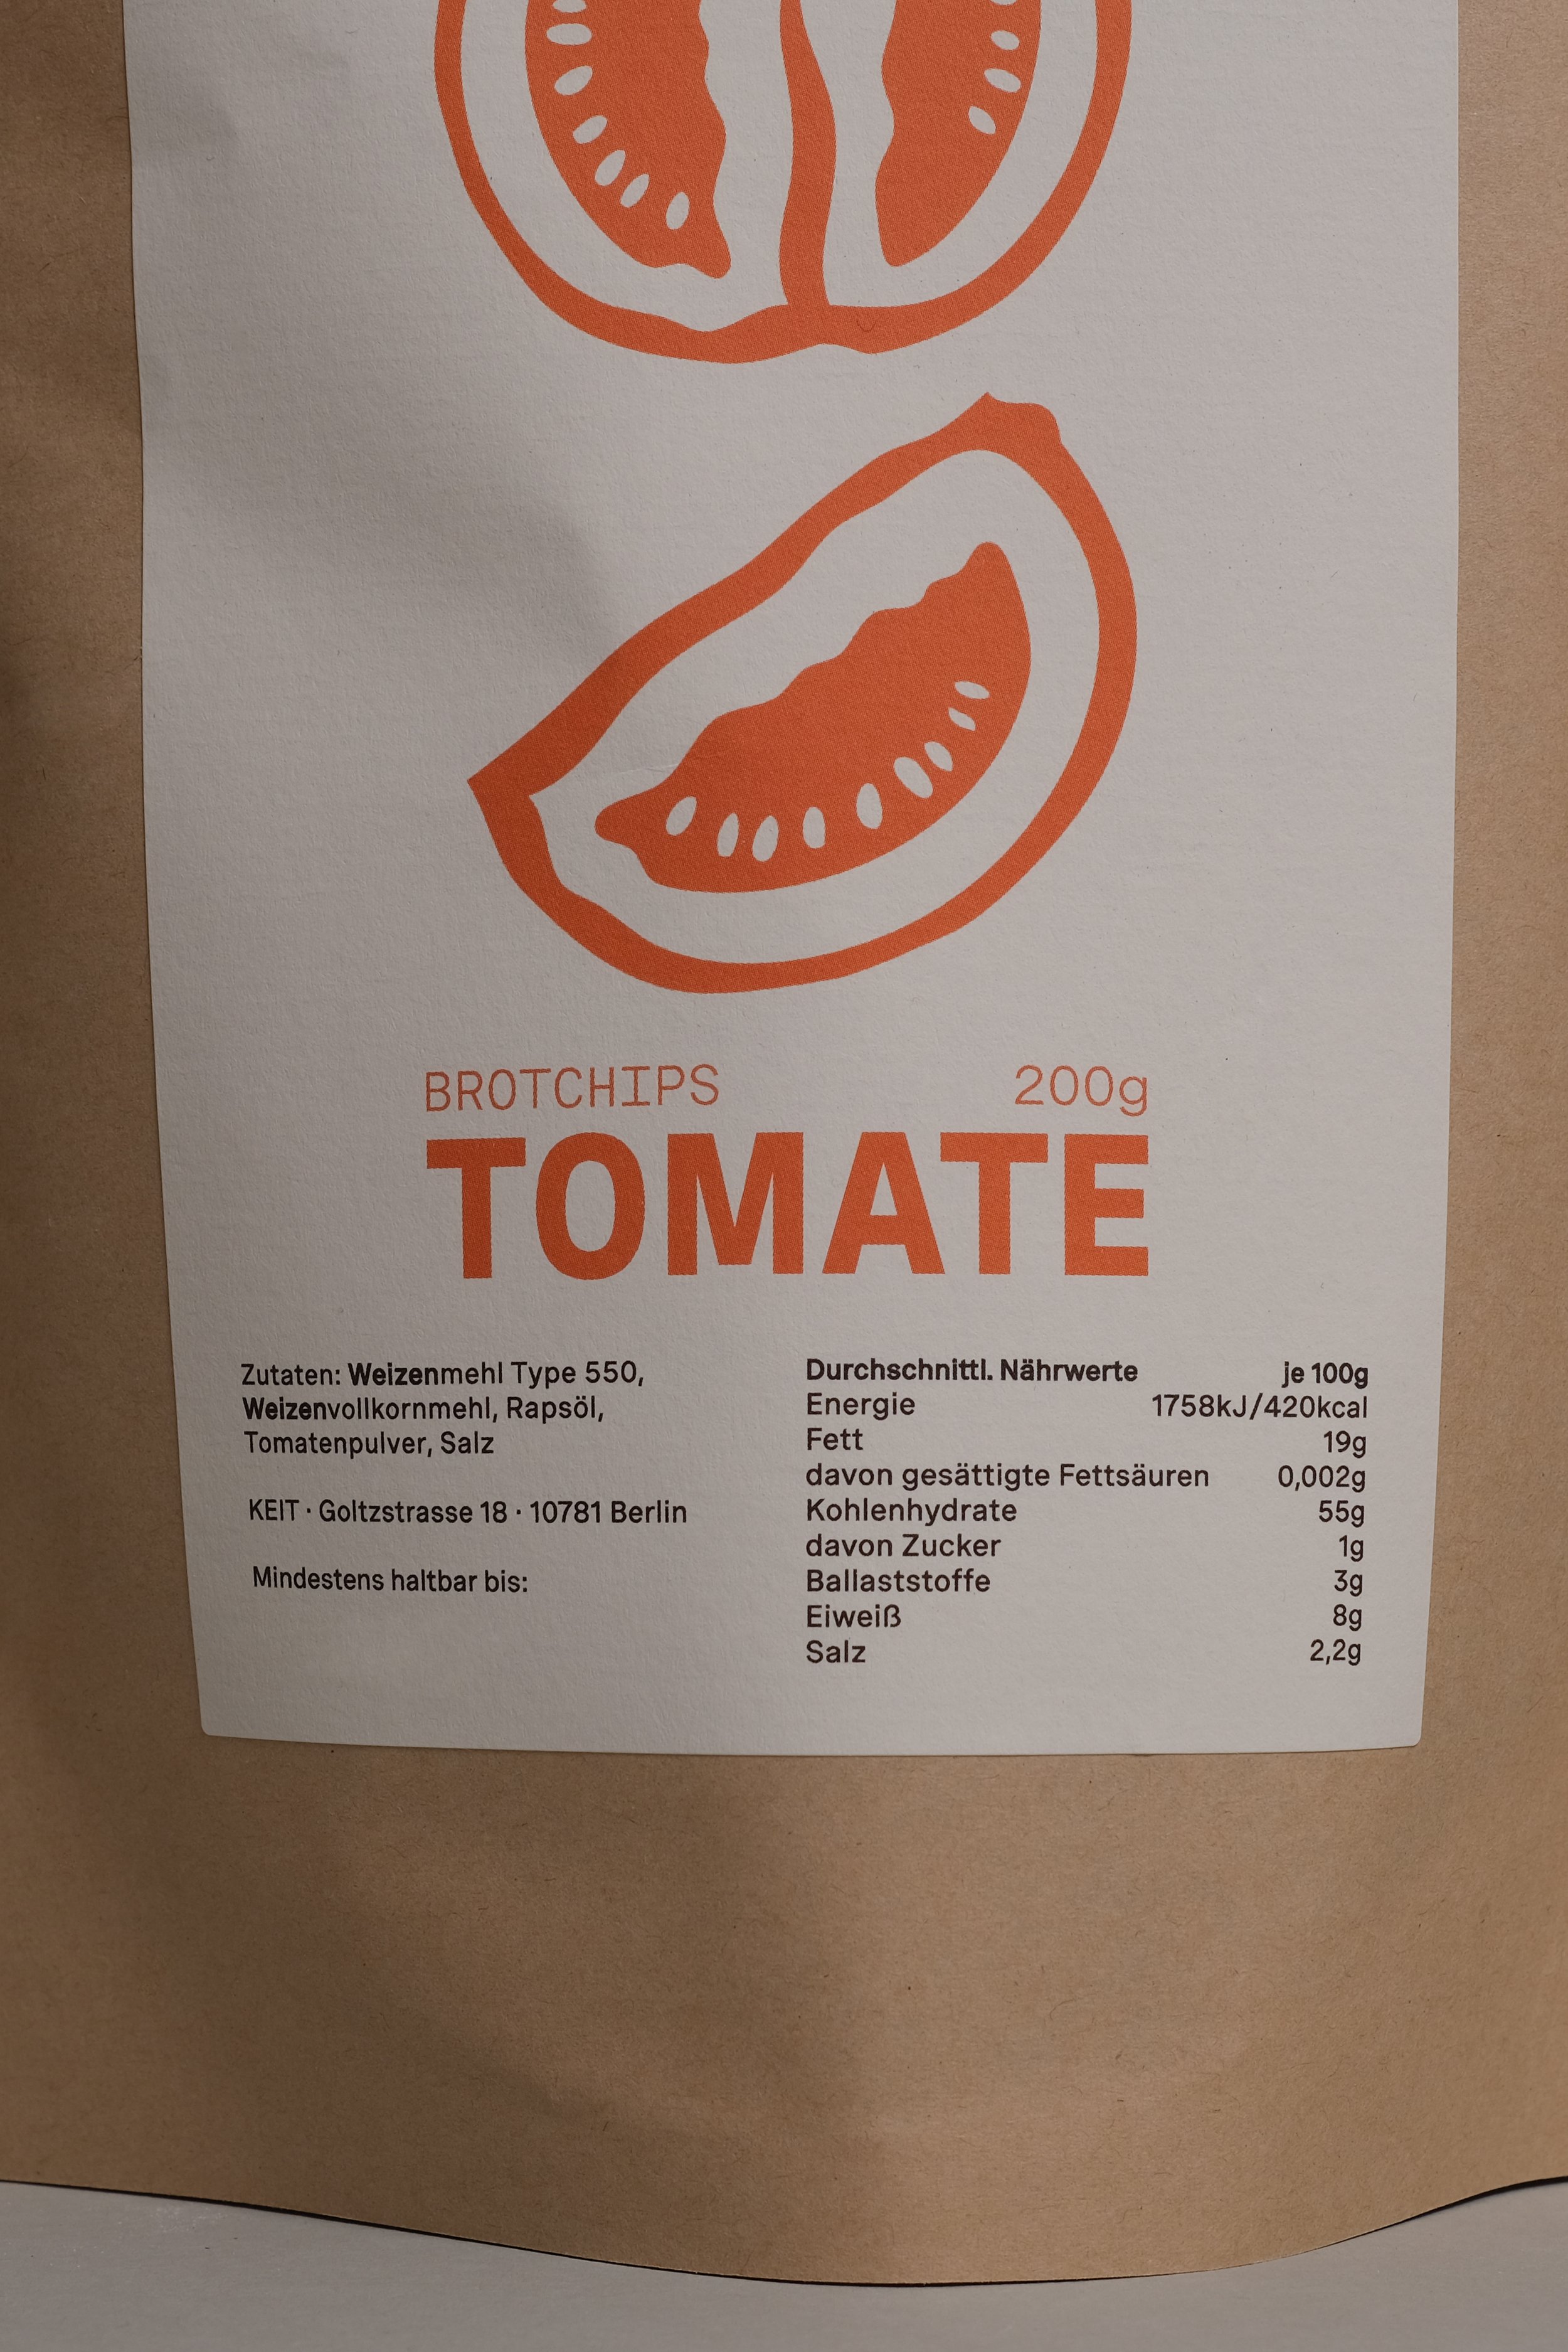 BROTCHIPS 200g
TOMATE
Zutaten: Weizenmehl Type 550,
Weizenvollkornmehl, Rapsöl,
Tomatenpulver, Salz
KEIT · Goltzstrasse 18 · 10781 Berlin
Mindestens haltbar bis:
Durchschnittl. Nährwerte je 100g
Energie 1758kJ/420kcal
Fett 19g
davon gesättigte Fettsäuren 0,002g
Kohlenhydrate 55g
davon Zucker 1g
Ballaststoffe 3g
Eiweiß 8g
Salz 2,2g